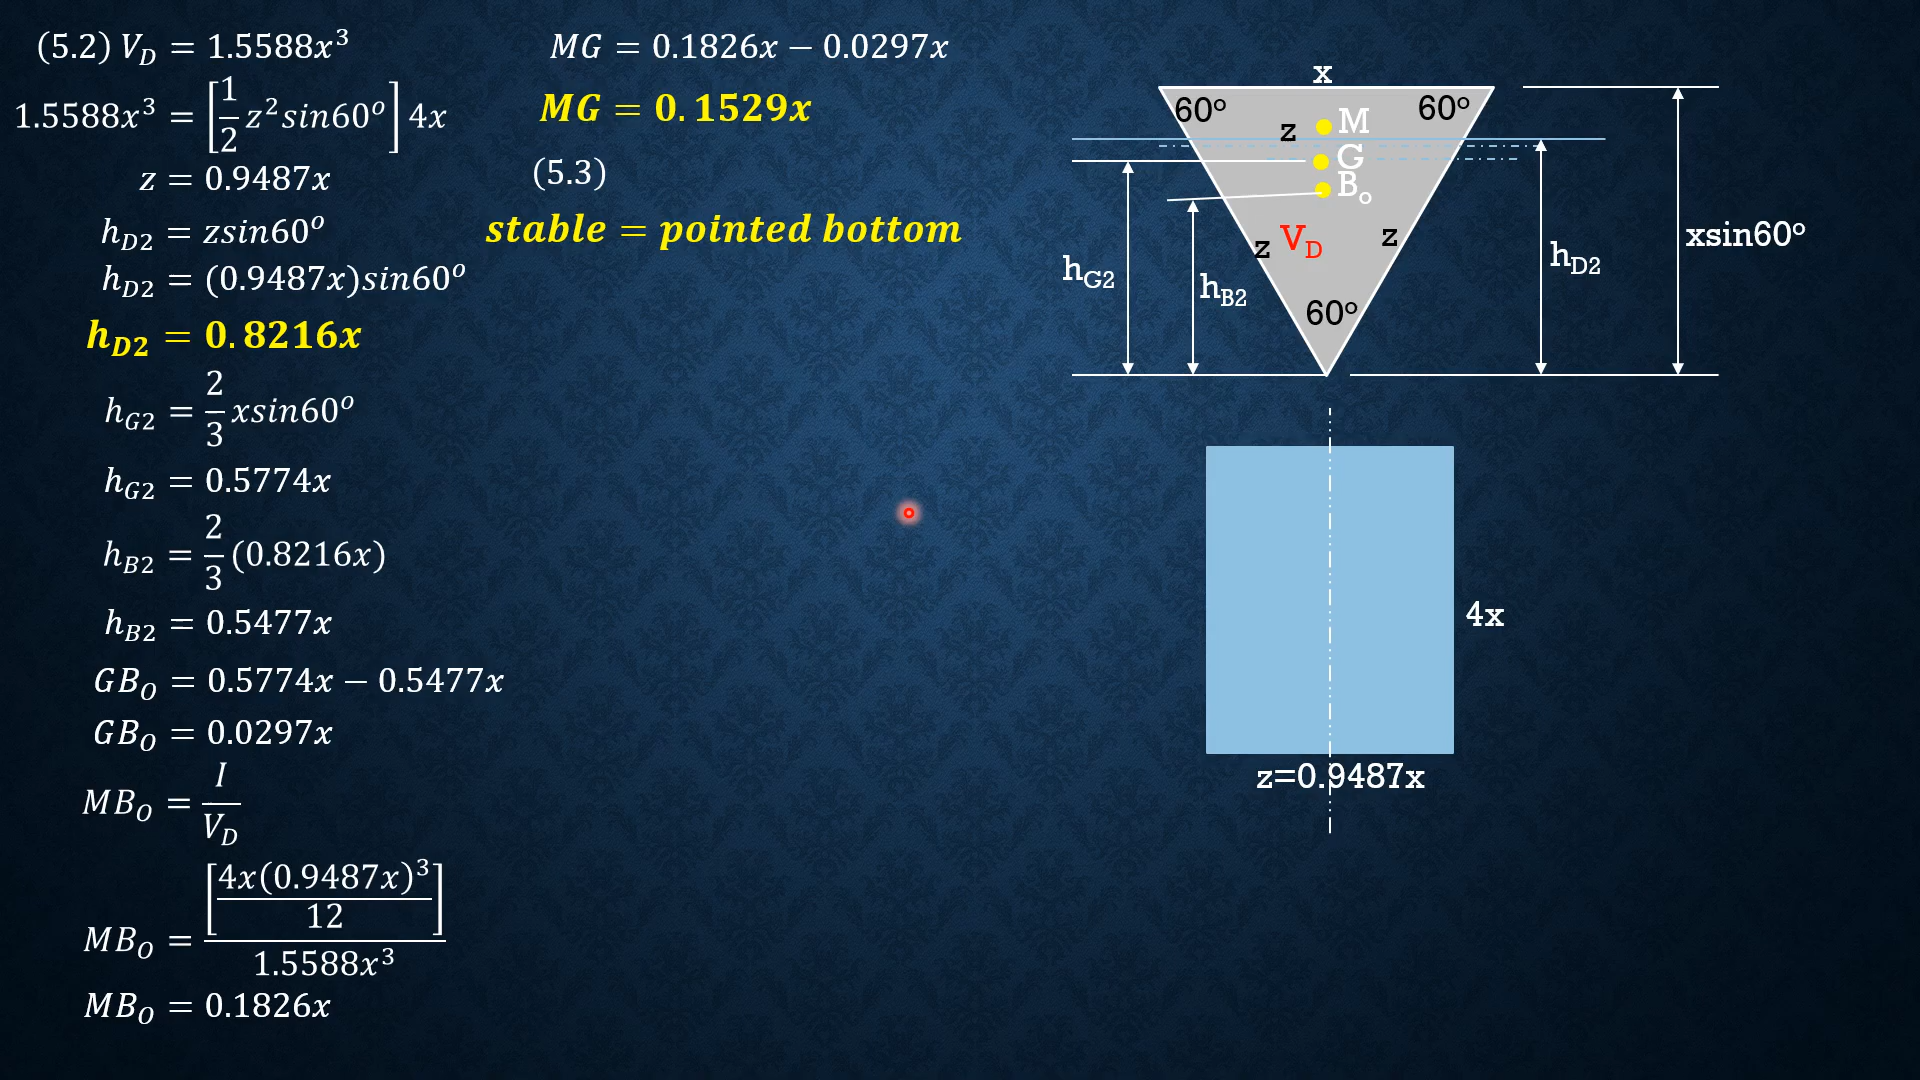 (5.2) V_D = 1.5588x³
1.5588x³ = [1/2 z²sin60°] 4x
z = 0.9487x
h_D2 = zsin60°
h_D2 = (0.9487x)sin60°
h_D2 = 0.8216x
h_G2 = 2/3 xsin60°
h_G2 = 0.5774x
h_B2 = 2/3 (0.8216x)
h_B2 = 0.5477x
GB_O = 0.5774x − 0.5477x
GB_O = 0.0297x
MB_O = I/V_D
MB_O = [4x(0.9487x)³/12]/1.5588x³
MB_O = 0.1826x
MG = 0.1826x − 0.0297x
MG = 0.1529x
(5.3)
stable = pointed bottom
x
60° 60°
z M
G
B_o
z V_D z
60°
h_G2
h_B2
h_D2
xsin60°
4x
z=0.9487x